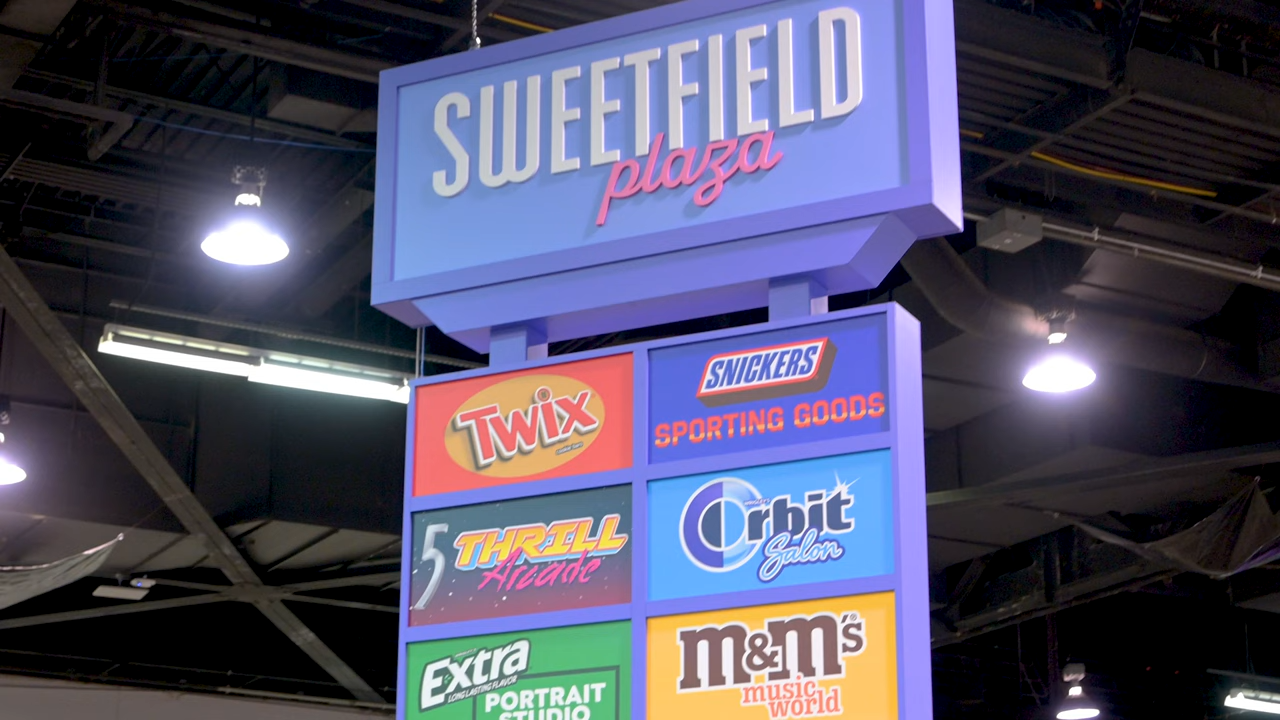 SWEETFIELD
plaza
TWIX
SNICKERS
SPORTING GOODS
5 THRILL
Arcade
Orbit
Salon
Extra
LONG LASTING FLAVOR
PORTRAIT
STUDIO
m&m's
music
world